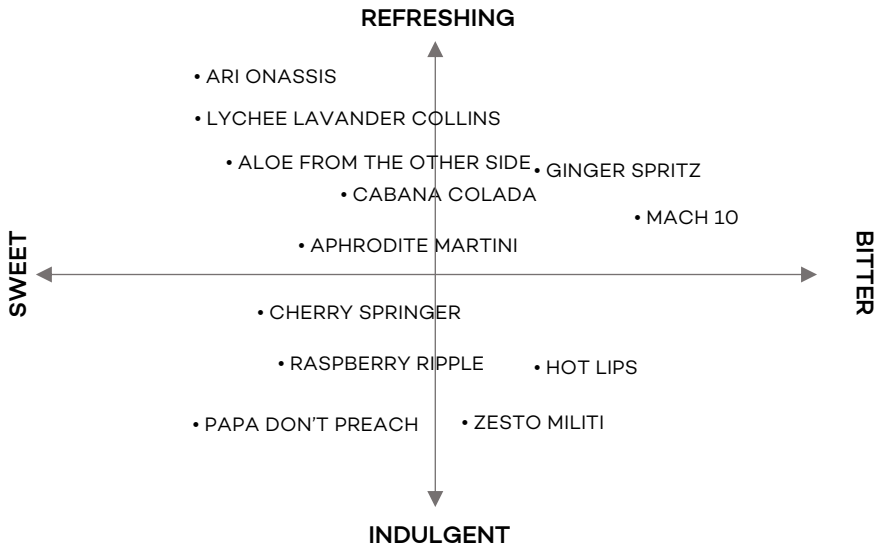 REFRESHING
• ARI ONASSIS
• LYCHEE LAVANDER COLLINS
• ALOE FROM THE OTHER SIDE
• GINGER SPRITZ
• CABANA COLADA
• MACH 10
• APHRODITE MARTINI
SWEET
BITTER
• CHERRY SPRINGER
• RASPBERRY RIPPLE
• HOT LIPS
• PAPA DON'T PREACH
• ZESTO MILITI
INDULGENT